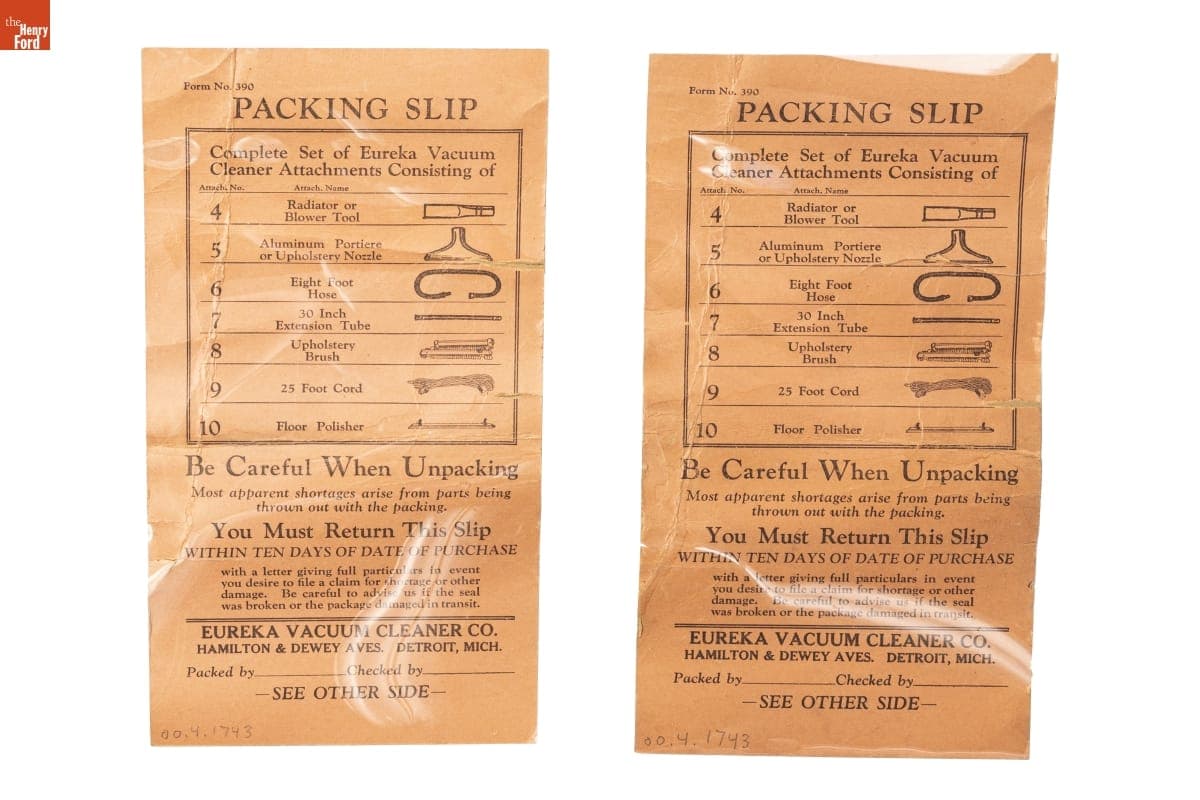 the
Henry
Ford
Form No. 390
PACKING SLIP
Complete Set of Eureka Vacuum
Cleaner Attachments Consisting of
Attach. No. Attach. Name
4 Radiator or
Blower Tool
5 Aluminum Portiere
or Upholstery Nozzle
6 Eight Foot
Hose
7 30 Inch
Extension Tube
8 Upholstery
Brush
9 25 Foot Cord
10 Floor Polisher
Be Careful When Unpacking
Most apparent shortages arise from parts being
thrown out with the packing.
You Must Return This Slip
WITHIN TEN DAYS OF DATE OF PURCHASE
with a letter giving full particulars in event
you desire to file a claim for shortage or other
damage. Be careful to advise us if the seal
was broken or the package damaged in transit.
EUREKA VACUUM CLEANER CO.
HAMILTON & DEWEY AVES. DETROIT, MICH.
Packed by Checked by
—SEE OTHER SIDE—
00.4.1743
Form No. 390
PACKING SLIP
Complete Set of Eureka Vacuum
Cleaner Attachments Consisting of
Attach. No. Attach. Name
4 Radiator or
Blower Tool
5 Aluminum Portiere
or Upholstery Nozzle
6 Eight Foot
Hose
7 30 Inch
Extension Tube
8 Upholstery
Brush
9 25 Foot Cord
10 Floor Polisher
Be Careful When Unpacking
Most apparent shortages arise from parts being
thrown out with the packing.
You Must Return This Slip
WITHIN TEN DAYS OF DATE OF PURCHASE
with a letter giving full particulars in event
you desire to file a claim for shortage or other
damage. Be careful to advise us if the seal
was broken or the package damaged in transit.
EUREKA VACUUM CLEANER CO.
HAMILTON & DEWEY AVES. DETROIT, MICH.
Packed by Checked by
—SEE OTHER SIDE—
00.4.1743